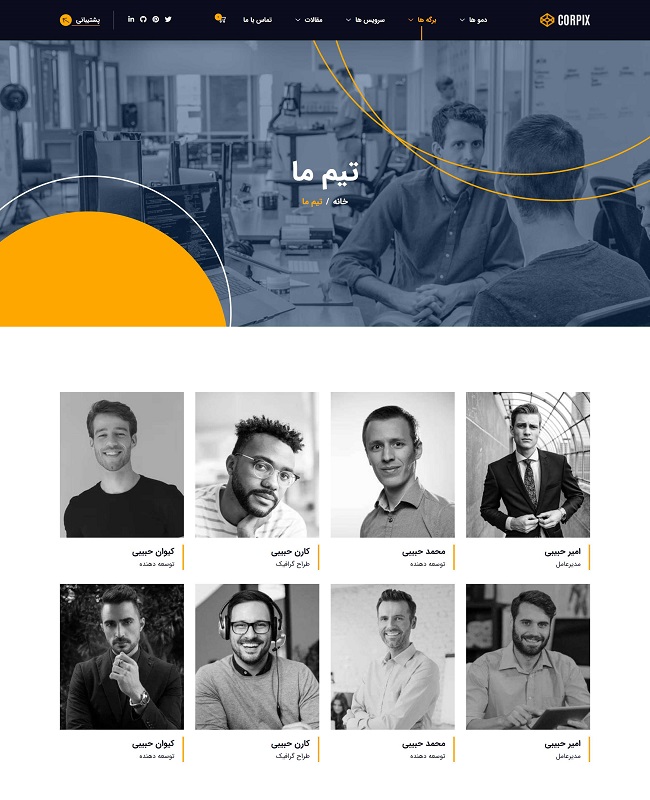 CORPIX
دمو ها
برگه ها
سرویس ها
مقالات
تماس با ما
پشتیبانی
تیم ما
خانه / تیم ما
امیر حبیبی
مدیرعامل
محمد حبیبی
توسعه دهنده
کارن حبیبی
طراح گرافیک
کیوان حبیبی
توسعه دهنده
امیر حبیبی
مدیرعامل
محمد حبیبی
توسعه دهنده
کارن حبیبی
طراح گرافیک
کیوان حبیبی
توسعه دهنده